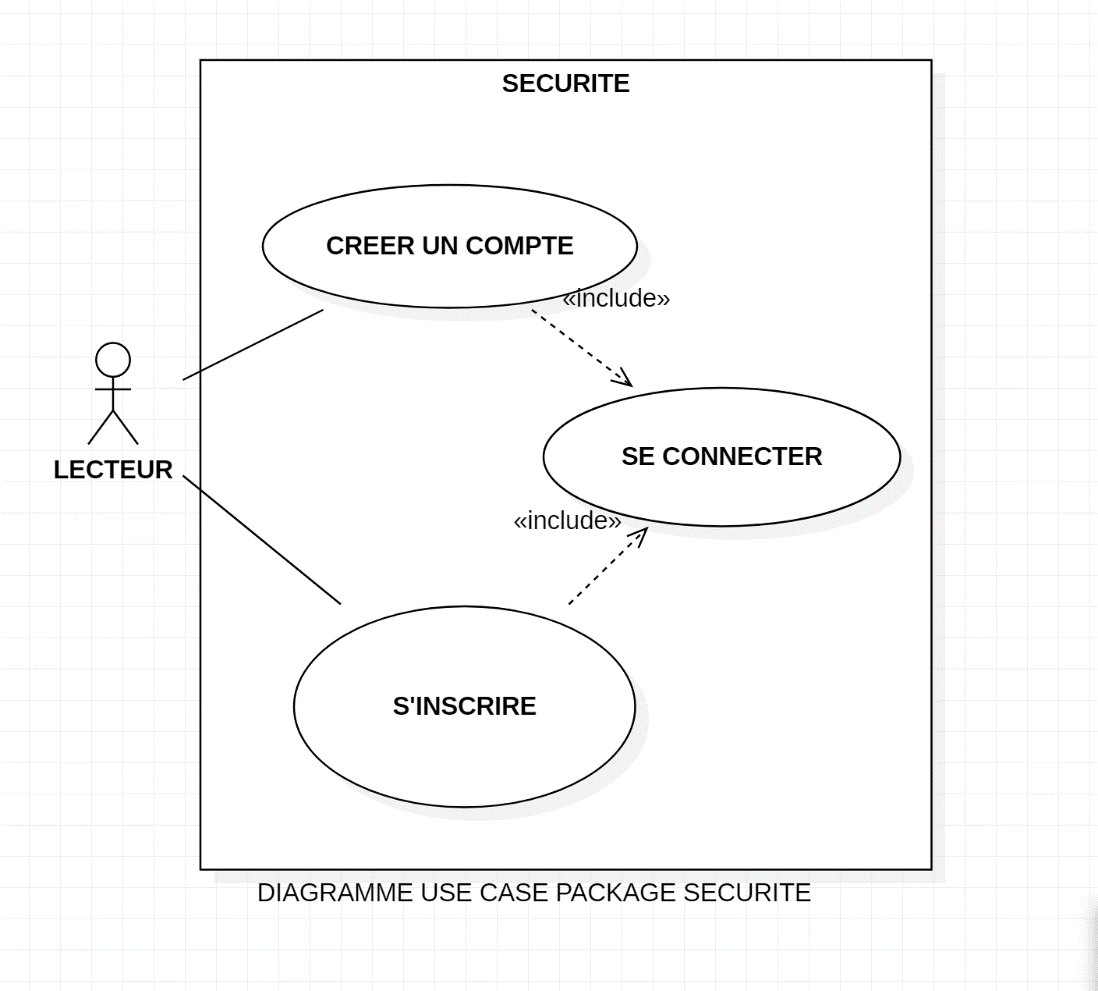 SECURITE
CREER UN COMPTE
«include»
LECTEUR
SE CONNECTER
«include»
S'INSCRIRE
DIAGRAMME USE CASE PACKAGE SECURITE